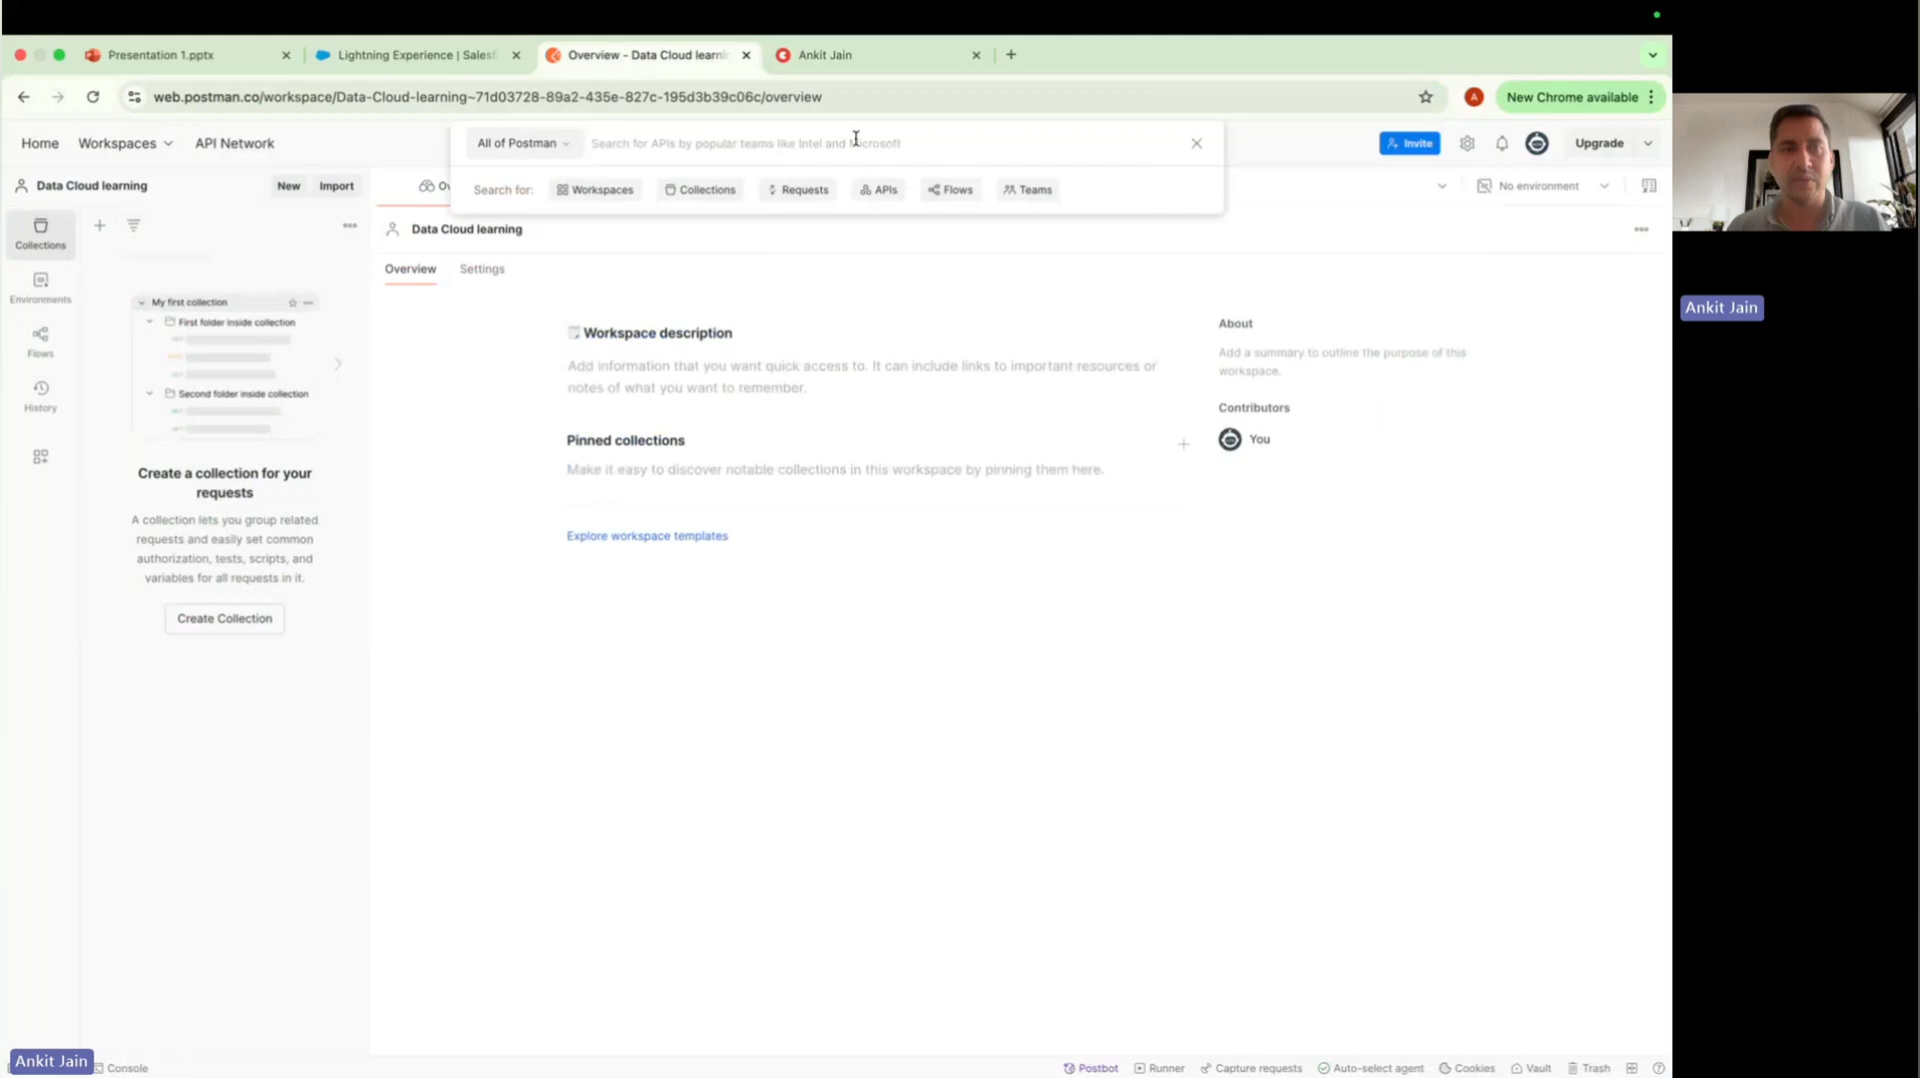 Presentation 1.pptx
Lightning Experience | Salesf
Overview - Data Cloud learni
Ankit Jain
web.postman.co/workspace/Data-Cloud-learning~71d03728-89a2-435e-827c-195d3b39c06c/overview
New Chrome available
Home
Workspaces
API Network
All of Postman
Search for APIs by popular teams like Intel and Microsoft
Invite
Upgrade
Data Cloud learning
New
Import
Ov
Search for:
Workspaces
Collections
Requests
APIs
Flows
Teams
No environment
Collections
Environments
Flows
History
My first collection
First folder inside collection
Second folder inside collection
Create a collection for your
requests
A collection lets you group related
requests and easily set common
authorization, tests, scripts, and
variables for all requests in it.
Create Collection
Data Cloud learning
Overview
Settings
Workspace description
Add information that you want quick access to. It can include links to important resources or
notes of what you want to remember.
Pinned collections
Make it easy to discover notable collections in this workspace by pinning them here.
Explore workspace templates
About
Add a summary to outline the purpose of this
workspace.
Contributors
You
Ankit Jain
Ankit Jain
Console
Postbot
Runner
Capture requests
Auto-select agent
Cookies
Vault
Trash